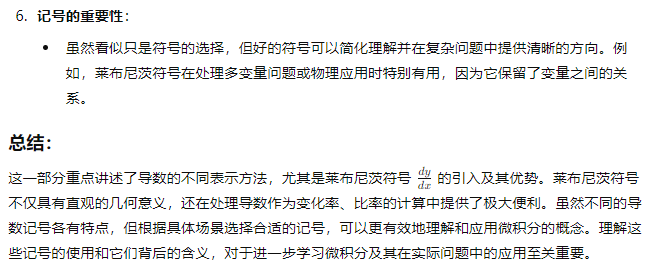 6. 记号的重要性：
• 虽然看似只是符号的选择，但好的符号可以简化理解并在复杂问题中提供清晰的方向。例
如，莱布尼茨符号在处理多变量问题或物理应用时特别有用，因为它保留了变量之间的关
系。
总结：
这一部分重点讲述了导数的不同表示方法，尤其是莱布尼茨符号 dy/dx 的引入及其优势。莱布尼茨符号
不仅具有直观的几何意义，还在处理导数作为变化率、比率的计算中提供了极大便利。虽然不同的导
数记号各有特点，但根据具体场景选择合适的记号，可以更有效地理解和应用微积分的概念。理解这
些记号的使用和它们背后的含义，对于进一步学习微积分及其在实际问题中的应用至关重要。